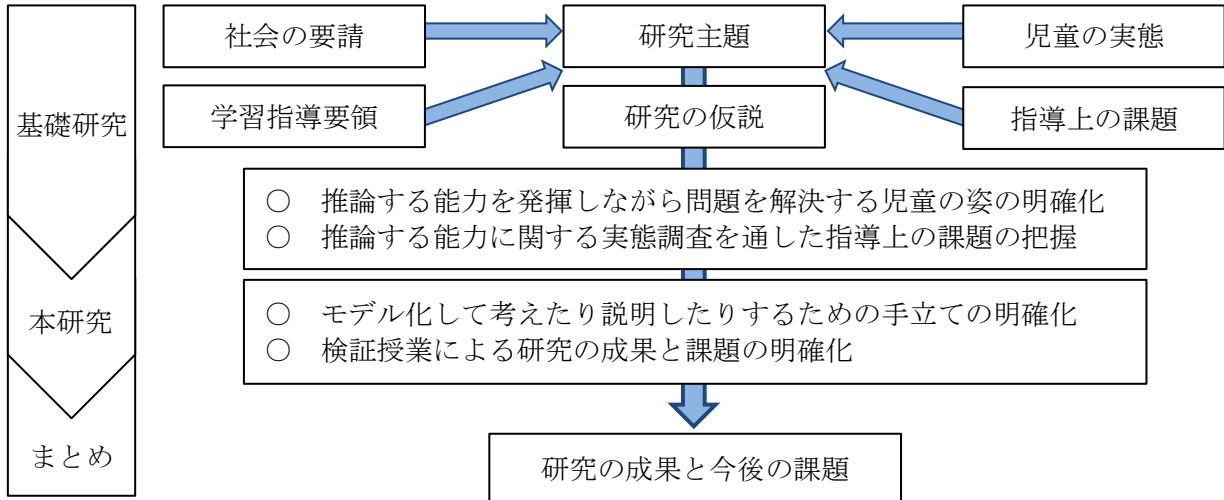 社会の要請
研究主題
児童の実態
学習指導要領
研究の仮説
指導上の課題
基礎研究
○ 推論する能力を発揮しながら問題を解決する児童の姿の明確化
○ 推論する能力に関する実態調査を通した指導上の課題の把握
本研究
○ モデル化して考えたり説明したりするための手立ての明確化
○ 検証授業による研究の成果と課題の明確化
まとめ
研究の成果と今後の課題